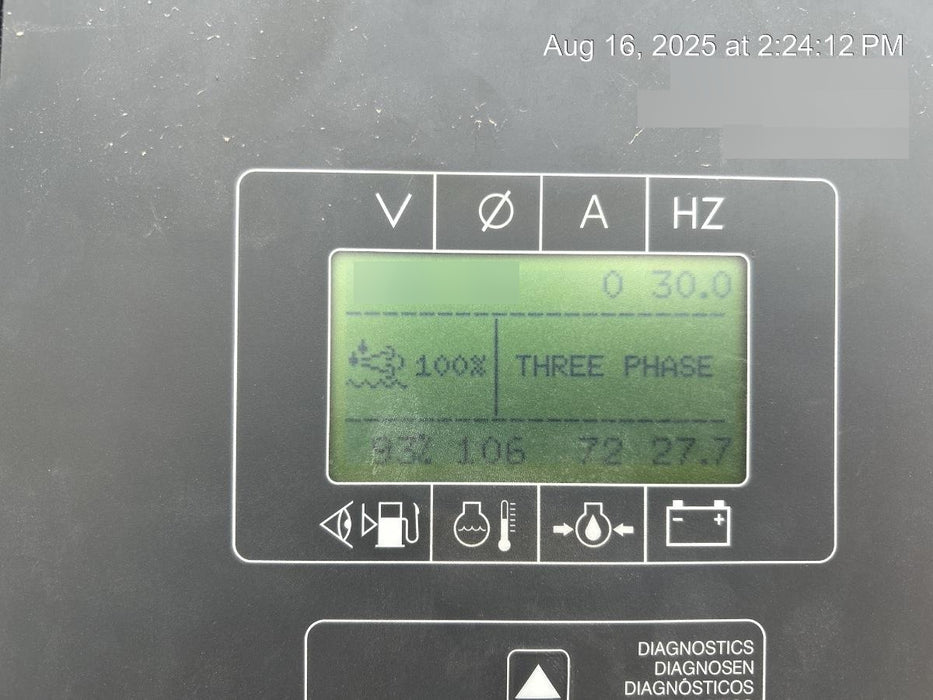 Aug 16, 2025 at 2:24:12 PM
V Ø A HZ
0 30.0
100% THREE PHASE
93% 106 72 27.7
- +
DIAGNOSTICS
DIAGNOSEN
DIAGNÓSTICOS